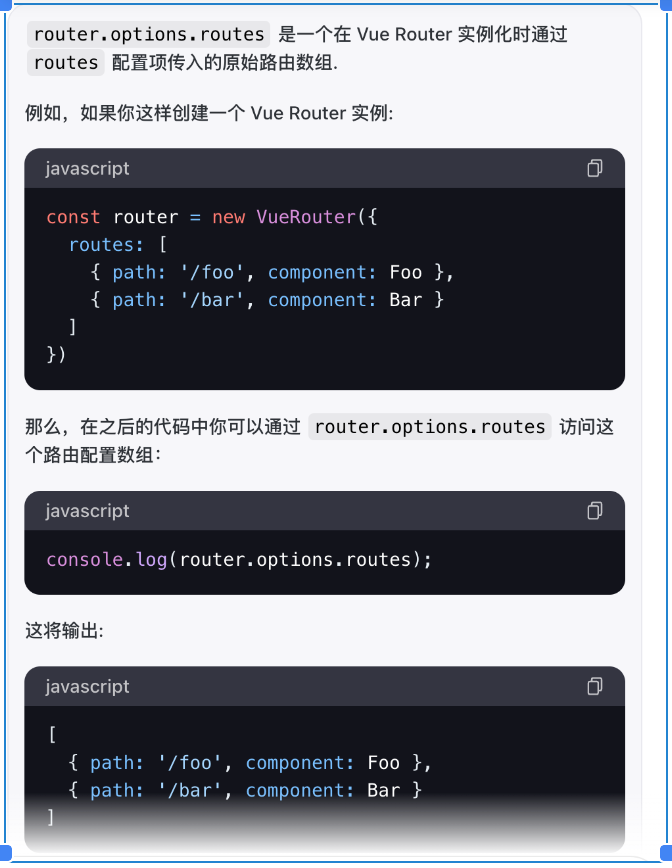 router.options.routes 是一个在 Vue Router 实例化时通过
routes 配置项传入的原始路由数组.
例如，如果你这样创建一个 Vue Router 实例:
javascript
const router = new VueRouter({
  routes: [
    { path: '/foo', component: Foo },
    { path: '/bar', component: Bar }
  ]
})
那么，在之后的代码中你可以通过 router.options.routes 访问这
个路由配置数组：
javascript
console.log(router.options.routes);
这将输出:
javascript
[
  { path: '/foo', component: Foo },
  { path: '/bar', component: Bar }
]